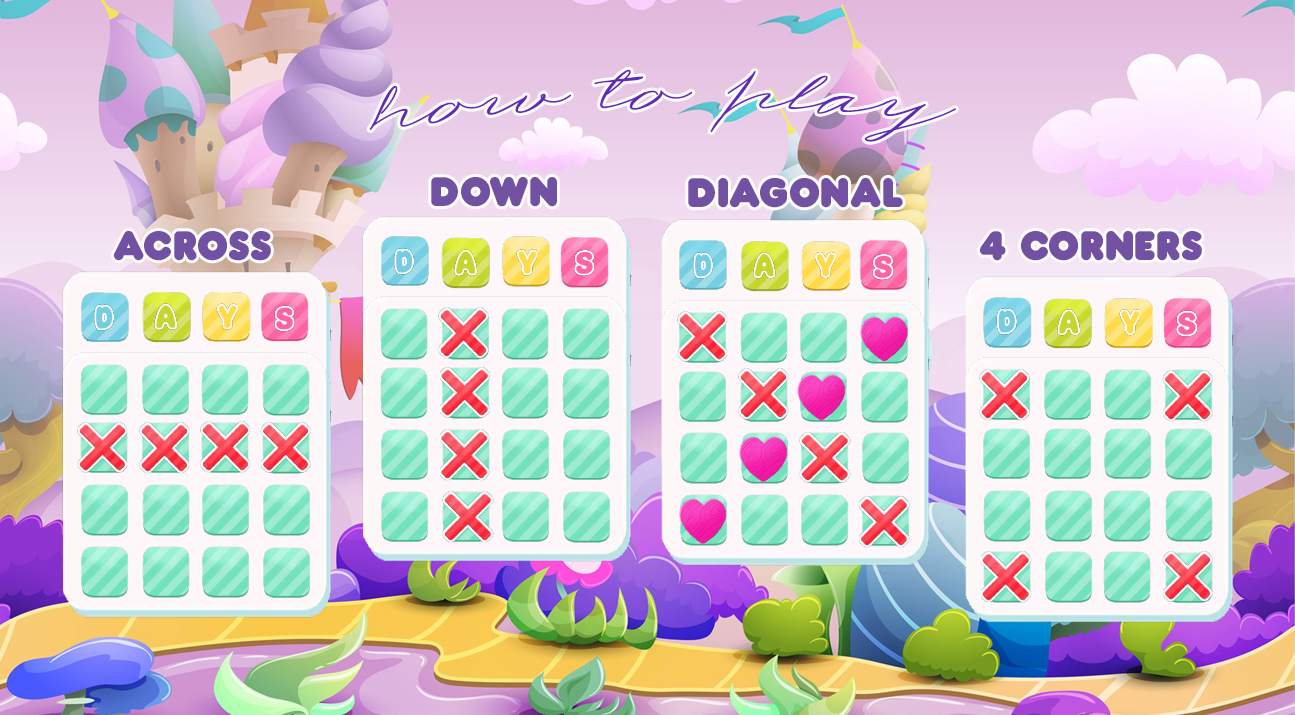 how to play
ACROSS
D A Y S
DOWN
D A Y S
DIAGONAL
D A Y S
4 CORNERS
D A Y S